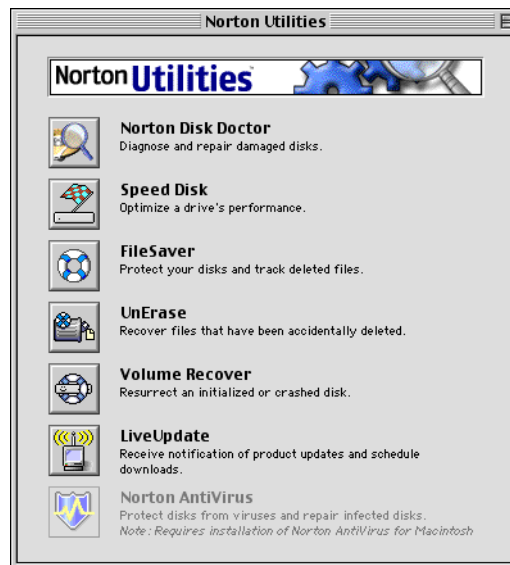 Norton Utilities
Norton Utilities
Norton Disk Doctor
Diagnose and repair damaged disks.
Speed Disk
Optimize a drive's performance.
FileSaver
Protect your disks and track deleted files.
UnErase
Recover files that have been accidentally deleted.
Volume Recover
Resurrect an initialized or crashed disk.
LiveUpdate
Receive notification of product updates and schedule
downloads.
Norton AntiVirus
Protect disks from viruses and repair infected disks.
Note: Requires installation of Norton AntiVirus for Macintosh